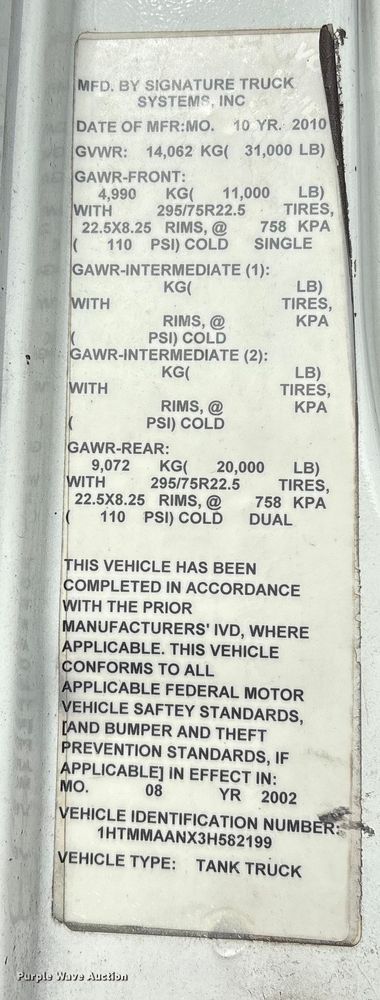 MFD. BY SIGNATURE TRUCK
SYSTEMS, INC
DATE OF MFR:MO. 10 YR. 2010
GVWR: 14,062 KG( 31,000 LB)
GAWR-FRONT:
4,990 KG( 11,000 LB)
WITH 295/75R22.5 TIRES,
22.5X8.25 RIMS, @ 758 KPA
( 110 PSI) COLD SINGLE
GAWR-INTERMEDIATE (1):
KG( LB)
WITH TIRES,
RIMS, @ KPA
( PSI) COLD
GAWR-INTERMEDIATE (2):
KG( LB)
WITH TIRES,
RIMS, @ KPA
( PSI) COLD
GAWR-REAR:
9,072 KG( 20,000 LB)
WITH 295/75R22.5 TIRES,
22.5X8.25 RIMS, @ 758 KPA
( 110 PSI) COLD DUAL
THIS VEHICLE HAS BEEN
COMPLETED IN ACCORDANCE
WITH THE PRIOR
MANUFACTURERS' IVD, WHERE
APPLICABLE. THIS VEHICLE
CONFORMS TO ALL
APPLICABLE FEDERAL MOTOR
VEHICLE SAFTEY STANDARDS,
[AND BUMPER AND THEFT
PREVENTION STANDARDS, IF
APPLICABLE] IN EFFECT IN:
MO. 08 YR 2002
VEHICLE IDENTIFICATION NUMBER:
1HTMMAANX3H582199
VEHICLE TYPE: TANK TRUCK
Purple Wave Auction